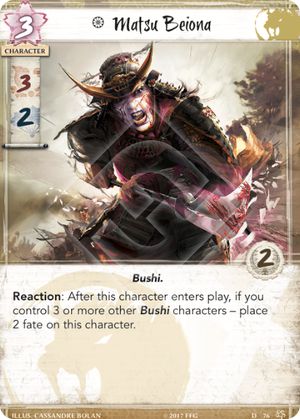 3
Matsu Beiona
CHARACTER
3
2
2
Bushi.
Reaction: After this character enters play, if you
control 3 or more other Bushi characters – place
2 fate on this character.
ILLUS: CASSANDRE BOLAN
© 2017 FFG
D 76